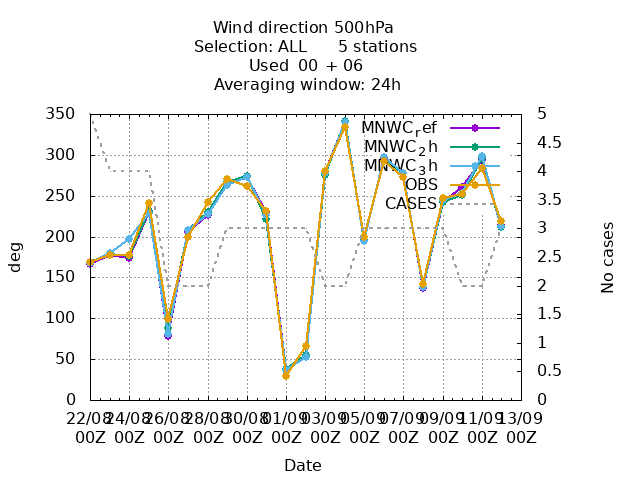 Wind direction 500hPa
Selection: ALL 5 stations
Used 00 + 06
Averaging window: 24h
350
300
250
200
150
100
50
0
deg
5
4.5
4
3.5
3
2.5
2
1.5
1
0.5
0
No cases
MNWC_ref
MNWC_2h
MNWC_3h
OBS
CASES
22/08 24/08 26/08 28/08 30/08 01/09 03/09 05/09 07/09 09/09 11/09 13/09
00Z 00Z 00Z 00Z 00Z 00Z 00Z 00Z 00Z 00Z 00Z 00Z
Date